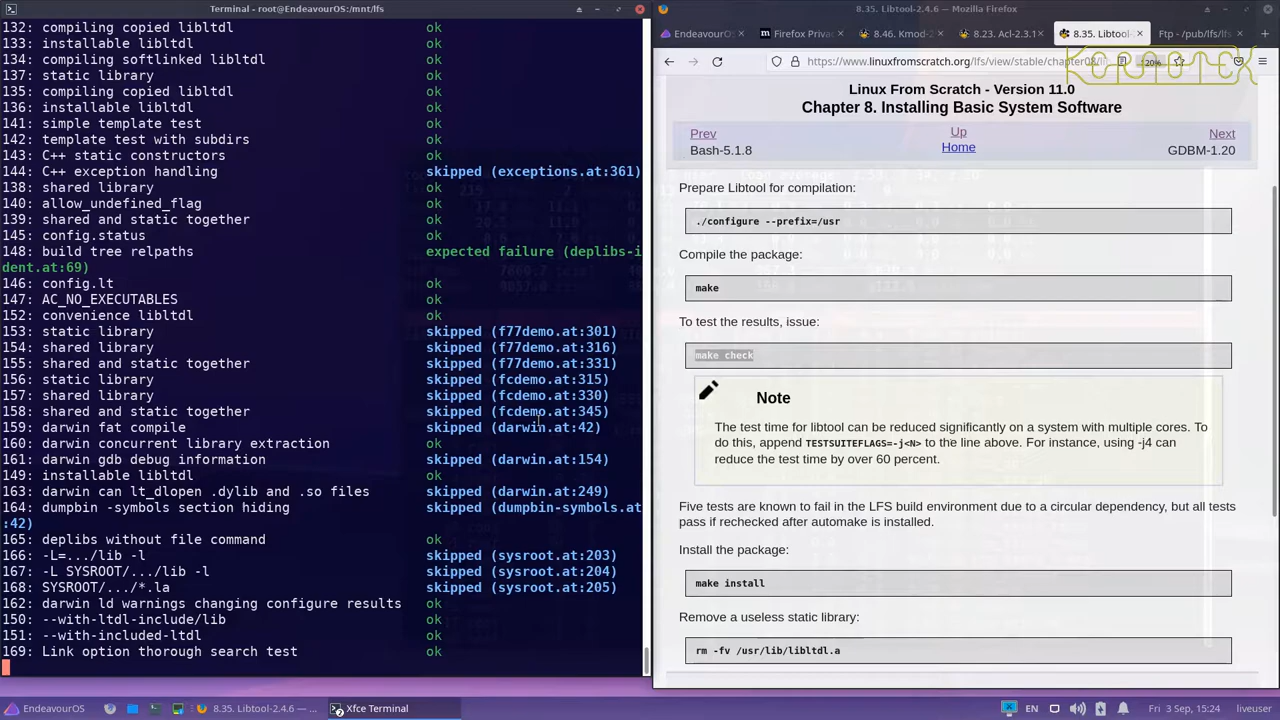 Terminal - root@EndeavourOS:/mnt/lfs
132: compiling copied libltdl ok
133: installable libltdl ok
134: compiling softlinked libltdl ok
137: static library ok
135: compiling copied libltdl ok
136: installable libltdl ok
141: simple template test ok
142: template test with subdirs ok
143: C++ static constructors ok
144: C++ exception handling skipped (exceptions.at:361)
138: shared library ok
140: allow_undefined_flag ok
139: shared and static together ok
145: config.status ok
148: build tree relpaths expected failure (deplibs-i
dent.at:69)
146: config.lt ok
147: AC_NO_EXECUTABLES ok
152: convenience libltdl ok
153: static library skipped (f77demo.at:301)
154: shared library skipped (f77demo.at:316)
155: shared and static together skipped (f77demo.at:331)
156: static library skipped (fcdemo.at:315)
157: shared library skipped (fcdemo.at:330)
158: shared and static together skipped (fcdemo.at:345)
159: darwin fat compile skipped (darwin.at:42)
160: darwin concurrent library extraction ok
161: darwin gdb debug information skipped (darwin.at:154)
149: installable libltdl ok
163: darwin can lt_dlopen .dylib and .so files skipped (darwin.at:249)
164: dumpbin -symbols section hiding skipped (dumpbin-symbols.at
:42)
165: deplibs without file command ok
166: -L=.../lib -l skipped (sysroot.at:203)
167: -L SYSROOT/.../lib -l skipped (sysroot.at:204)
168: SYSROOT/.../*.la skipped (sysroot.at:205)
162: darwin ld warnings changing configure results ok
150: --with-ltdl-include/lib ok
151: --with-included-ltdl ok
169: Link option thorough search test ok
8.35. Libtool-2.4.6 — Mozilla Firefox
EndeavourOS
Firefox Privac
8.46. Kmod-2
8.23. Acl-2.3.1
8.35. Libtool-
Ftp - pub/lfs/lfs
https://www.linuxfromscratch.org/lfs/view/stable/chapter08/li
120%
Linux From Scratch - Version 11.0
Chapter 8. Installing Basic System Software
Prev Up Next
Bash-5.1.8 Home GDBM-1.20
Prepare Libtool for compilation:
./configure --prefix=/usr
Compile the package:
make
To test the results, issue:
make check
Note
The test time for libtool can be reduced significantly on a system with multiple cores. To
do this, append TESTSUITEFLAGS=-j<N> to the line above. For instance, using -j4 can
reduce the test time by over 60 percent.
Five tests are known to fail in the LFS build environment due to a circular dependency, but all tests
pass if rechecked after automake is installed.
Install the package:
make install
Remove a useless static library:
rm -fv /usr/lib/libltdl.a
EndeavourOS
8.35. Libtool-2.4.6 — ...
Xfce Terminal
EN
Fri 3 Sep, 15:24
liveuser